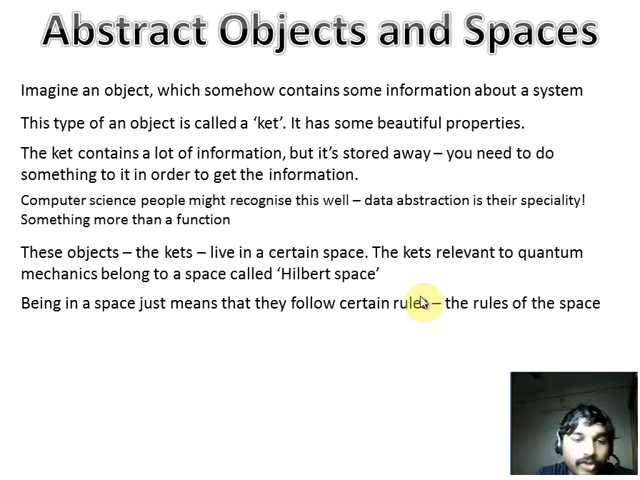 Abstract Objects and Spaces
Imagine an object, which somehow contains some information about a system
This type of an object is called a ‘ket’. It has some beautiful properties.
The ket contains a lot of information, but it’s stored away – you need to do
something to it in order to get the information.
Computer science people might recognise this well – data abstraction is their speciality!
Something more than a function
These objects – the kets – live in a certain space. The kets relevant to quantum
mechanics belong to a space called ‘Hilbert space’
Being in a space just means that they follow certain rules – the rules of the space